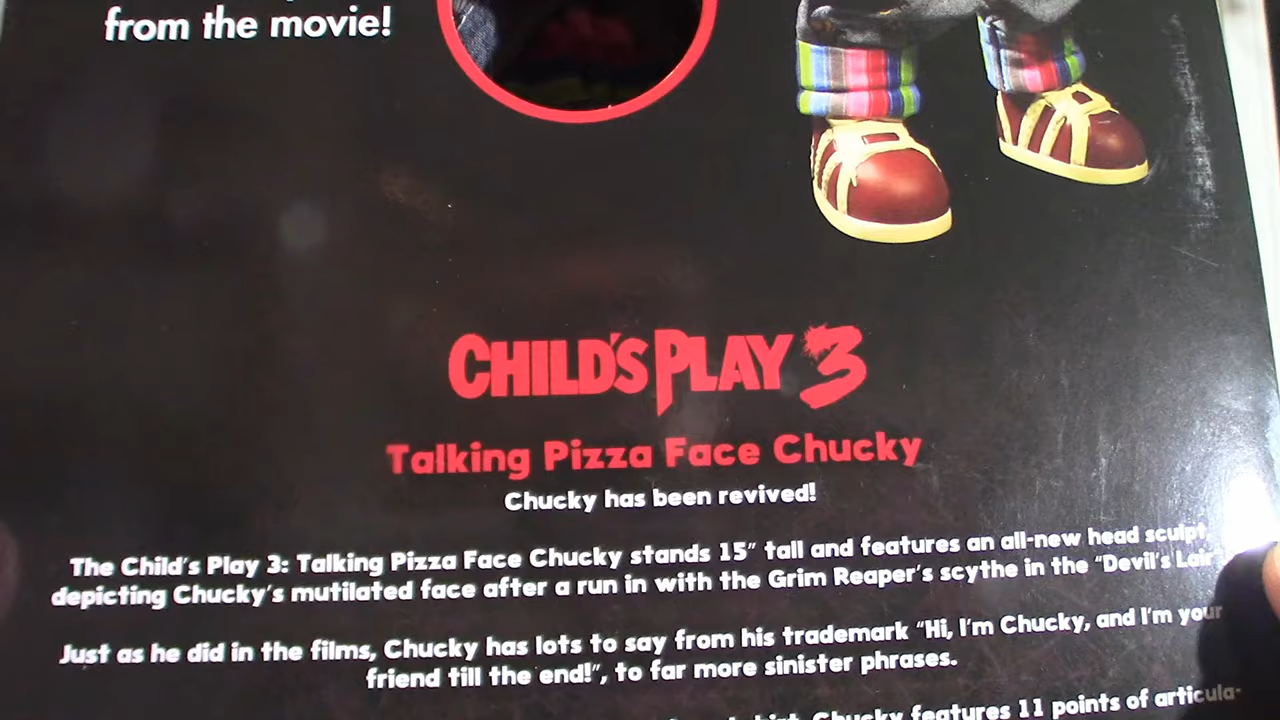 from the movie!
CHILD'S PLAY 3
Talking Pizza Face Chucky
Chucky has been revived!
The Child's Play 3: Talking Pizza Face Chucky stands 15" tall and features an all-new head sculpt,
depicting Chucky's mutilated face after a run in with the Grim Reaper's scythe in the "Devil's Lair
Just as he did in the films, Chucky has lots to say from his trademark "Hi, I'm Chucky, and I'm your
friend till the end!", to far more sinister phrases.
Chucky features 11 points of articula-